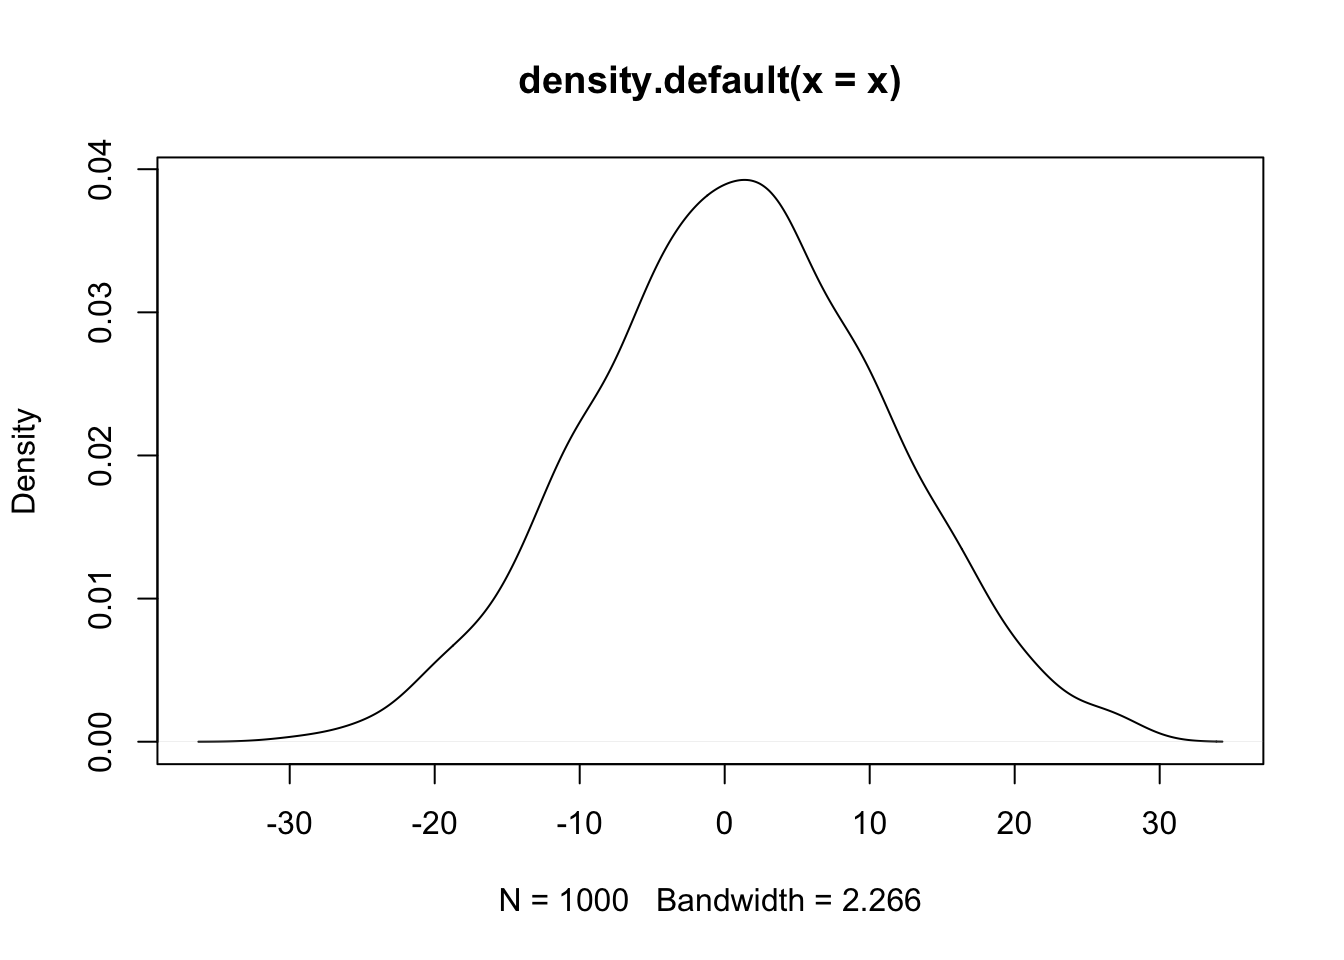 density.default(x = x)
Density
0.04
0.03
0.02
0.01
0.00
-30 -20 -10 0 10 20 30
N = 1000   Bandwidth = 2.266